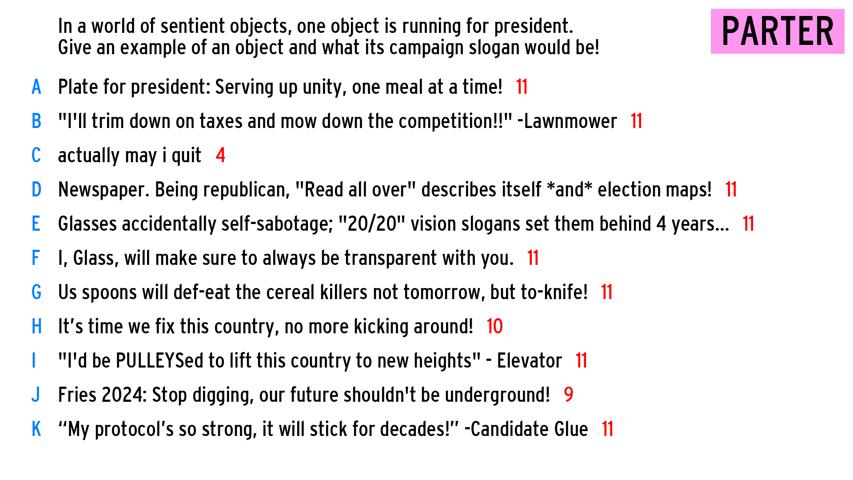 In a world of sentient objects, one object is running for president.
Give an example of an object and what its campaign slogan would be!
PARTER
A Plate for president: Serving up unity, one meal at a time! 11
B "I'll trim down on taxes and mow down the competition!!" -Lawnmower 11
C actually may i quit 4
D Newspaper. Being republican, "Read all over" describes itself *and* election maps! 11
E Glasses accidentally self-sabotage; "20/20" vision slogans set them behind 4 years... 11
F I, Glass, will make sure to always be transparent with you. 11
G Us spoons will def-eat the cereal killers not tomorrow, but to-knife! 11
H It's time we fix this country, no more kicking around! 10
I "I'd be PULLEYSed to lift this country to new heights" - Elevator 11
J Fries 2024: Stop digging, our future shouldn't be underground! 9
K “My protocol’s so strong, it will stick for decades!” -Candidate Glue 11